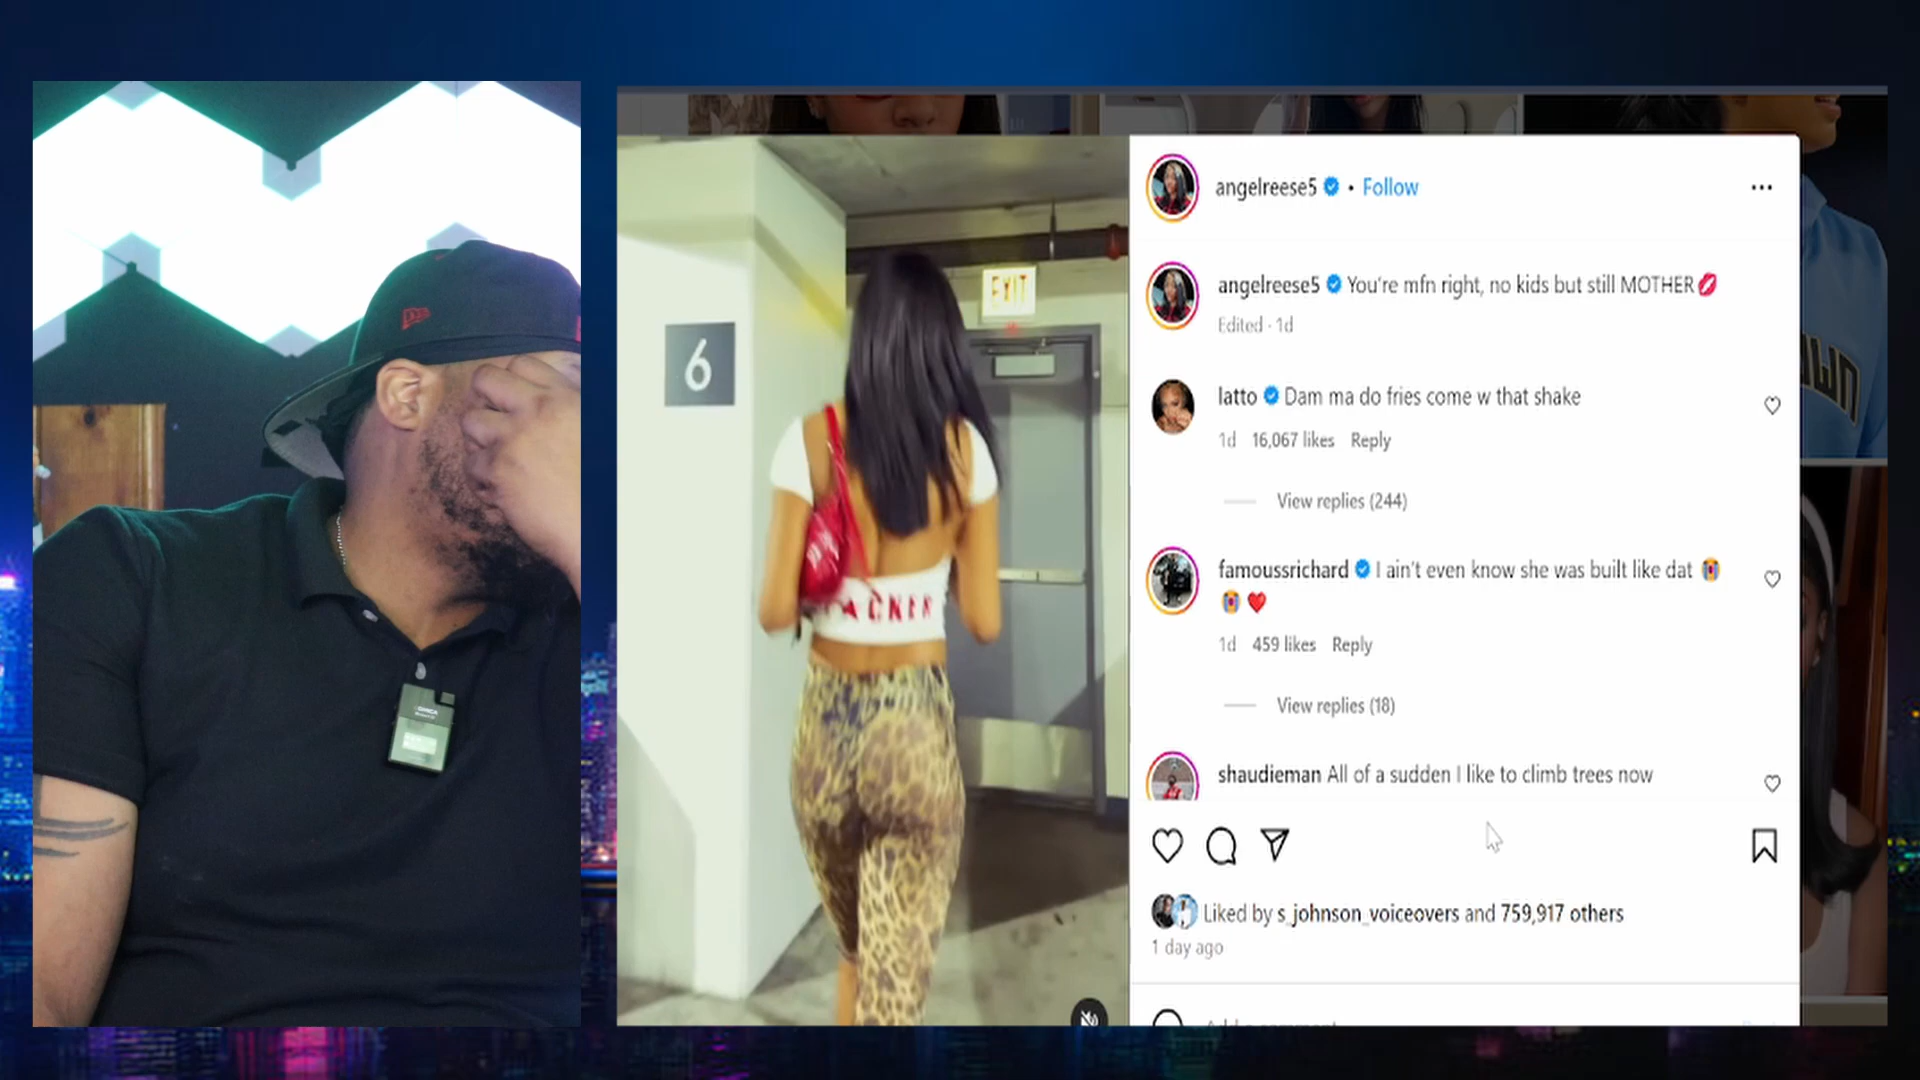 angelreese5 • Follow
angelreese5 You're mfn right, no kids but still MOTHER💋
Edited · 1d
latto Dam ma do fries come w that shake
1d 16,067 likes Reply
View replies (244)
famoussrichard I ain't even know she was built like dat 😭
😭 ❤️
1d 459 likes Reply
View replies (18)
shaudieman All of a sudden I like to climb trees now
Liked by s_johnson_voiceovers and 759,917 others
1 day ago
EXIT
6
ACKER